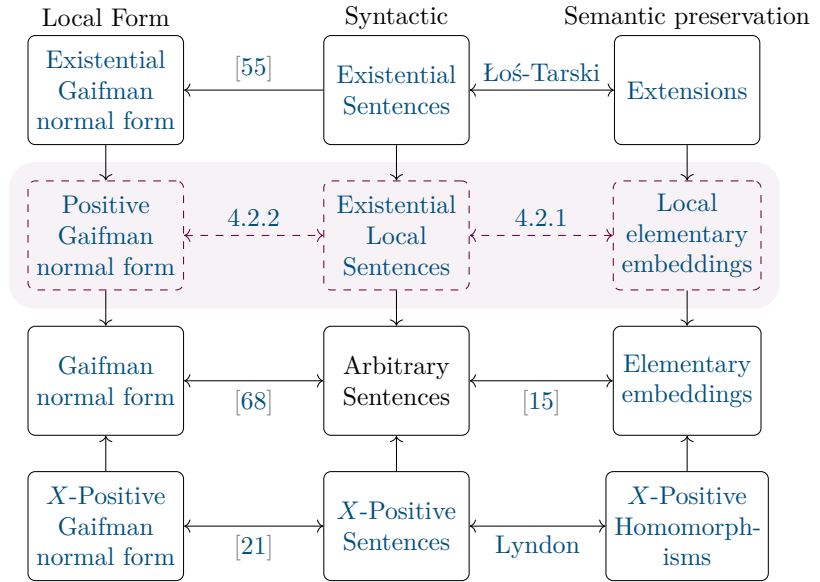 Local Form
Syntactic
Semantic preservation
Existential
Gaifman
normal form
[55]
Existential
Sentences
Łoś-Tarski
Extensions
Positive
Gaifman
normal form
4.2.2
Existential
Local
Sentences
4.2.1
Local
elementary
embeddings
Gaifman
normal form
[68]
Arbitrary
Sentences
[15]
Elementary
embeddings
X-Positive
Gaifman
normal form
[21]
X-Positive
Sentences
Lyndon
X-Positive
Homomorph-
isms